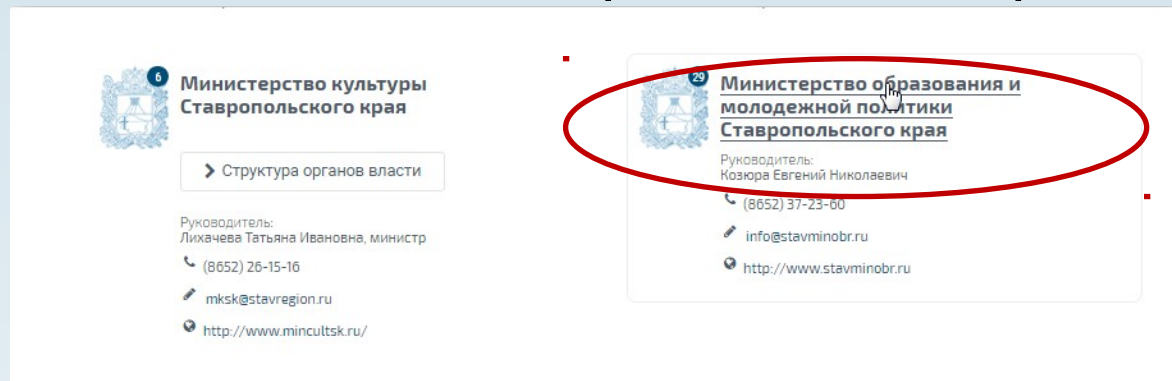 6
Министерство культуры
Ставропольского края
Структура органов власти
Руководитель:
Лихачева Татьяна Ивановна, министр
(8652) 26-15-16
mksk@stavregion.ru
http://www.mincultsk.ru/
29
Министерство образования и
молодежной политики
Ставропольского края
Руководитель:
Козюра Евгений Николаевич
(8652) 37-23-60
info@stavminobr.ru
http://www.stavminobr.ru